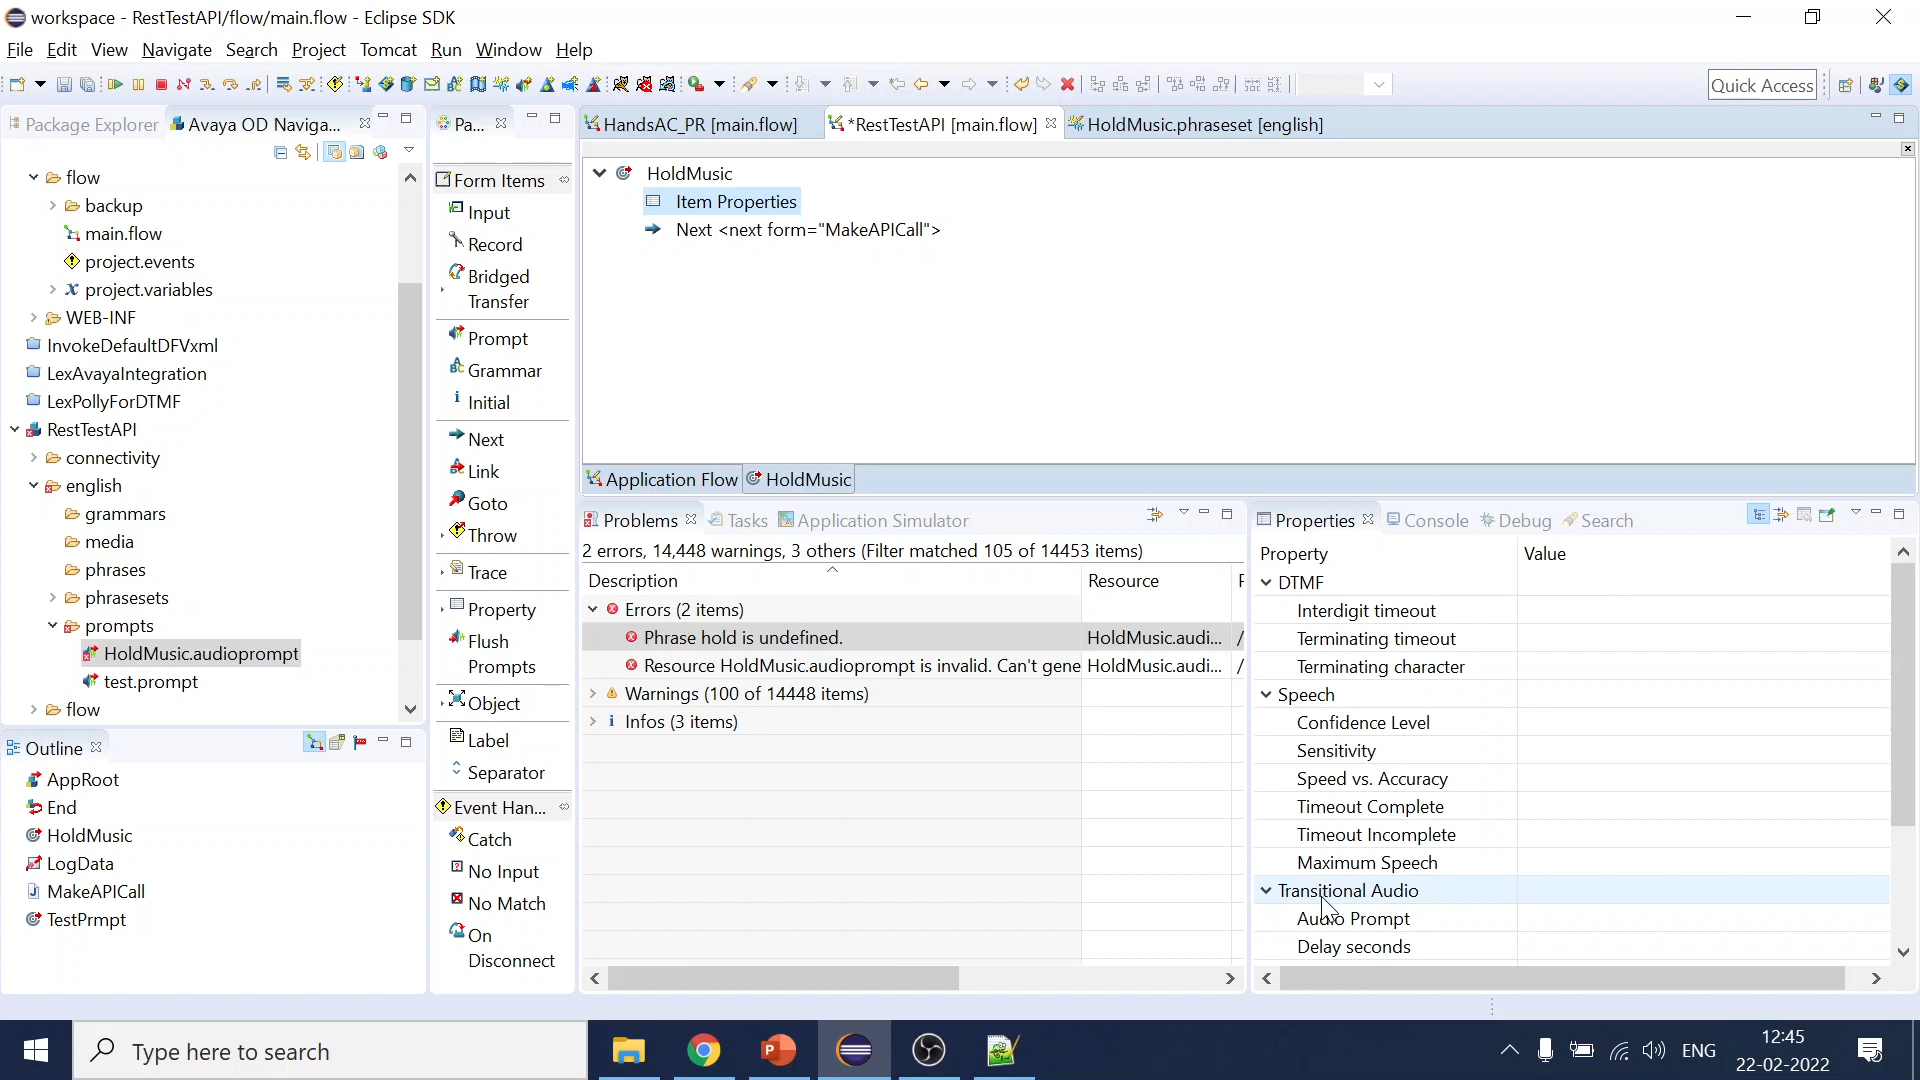 workspace - RestTestAPI/flow/main.flow - Eclipse SDK
File Edit View Navigate Search Project Tomcat Run Window Help
Quick Access
Package Explorer
Avaya OD Naviga...
flow
backup
main.flow
project.events
project.variables
WEB-INF
InvokeDefaultDFVxml
LexAvayaIntegration
LexPollyForDTMF
RestTestAPI
connectivity
english
grammars
media
phrases
phrasesets
prompts
HoldMusic.audioprompt
test.prompt
flow
Outline
AppRoot
End
HoldMusic
LogData
MakeAPICall
TestPrmpt
Pa...
Form Items
Input
Record
Bridged
Transfer
Prompt
Grammar
Initial
Next
Link
Goto
Throw
Trace
Property
Flush
Prompts
Object
Label
Separator
Event Han...
Catch
No Input
No Match
On
Disconnect
HandsAC_PR [main.flow]
*RestTestAPI [main.flow]
HoldMusic.phraseset [english]
HoldMusic
Item Properties
Next <next form="MakeAPICall">
Application Flow
HoldMusic
Problems
Tasks
Application Simulator
2 errors, 14,448 warnings, 3 others (Filter matched 105 of 14453 items)
Description Resource
Errors (2 items)
Phrase hold is undefined. HoldMusic.audi... /
Resource HoldMusic.audioprompt is invalid. Can't gene HoldMusic.audi... /
Warnings (100 of 14448 items)
Infos (3 items)
Properties
Console
Debug
Search
Property Value
DTMF
Interdigit timeout
Terminating timeout
Terminating character
Speech
Confidence Level
Sensitivity
Speed vs. Accuracy
Timeout Complete
Timeout Incomplete
Maximum Speech
Transitional Audio
Audio Prompt
Delay seconds
Type here to search
ENG
12:45
22-02-2022